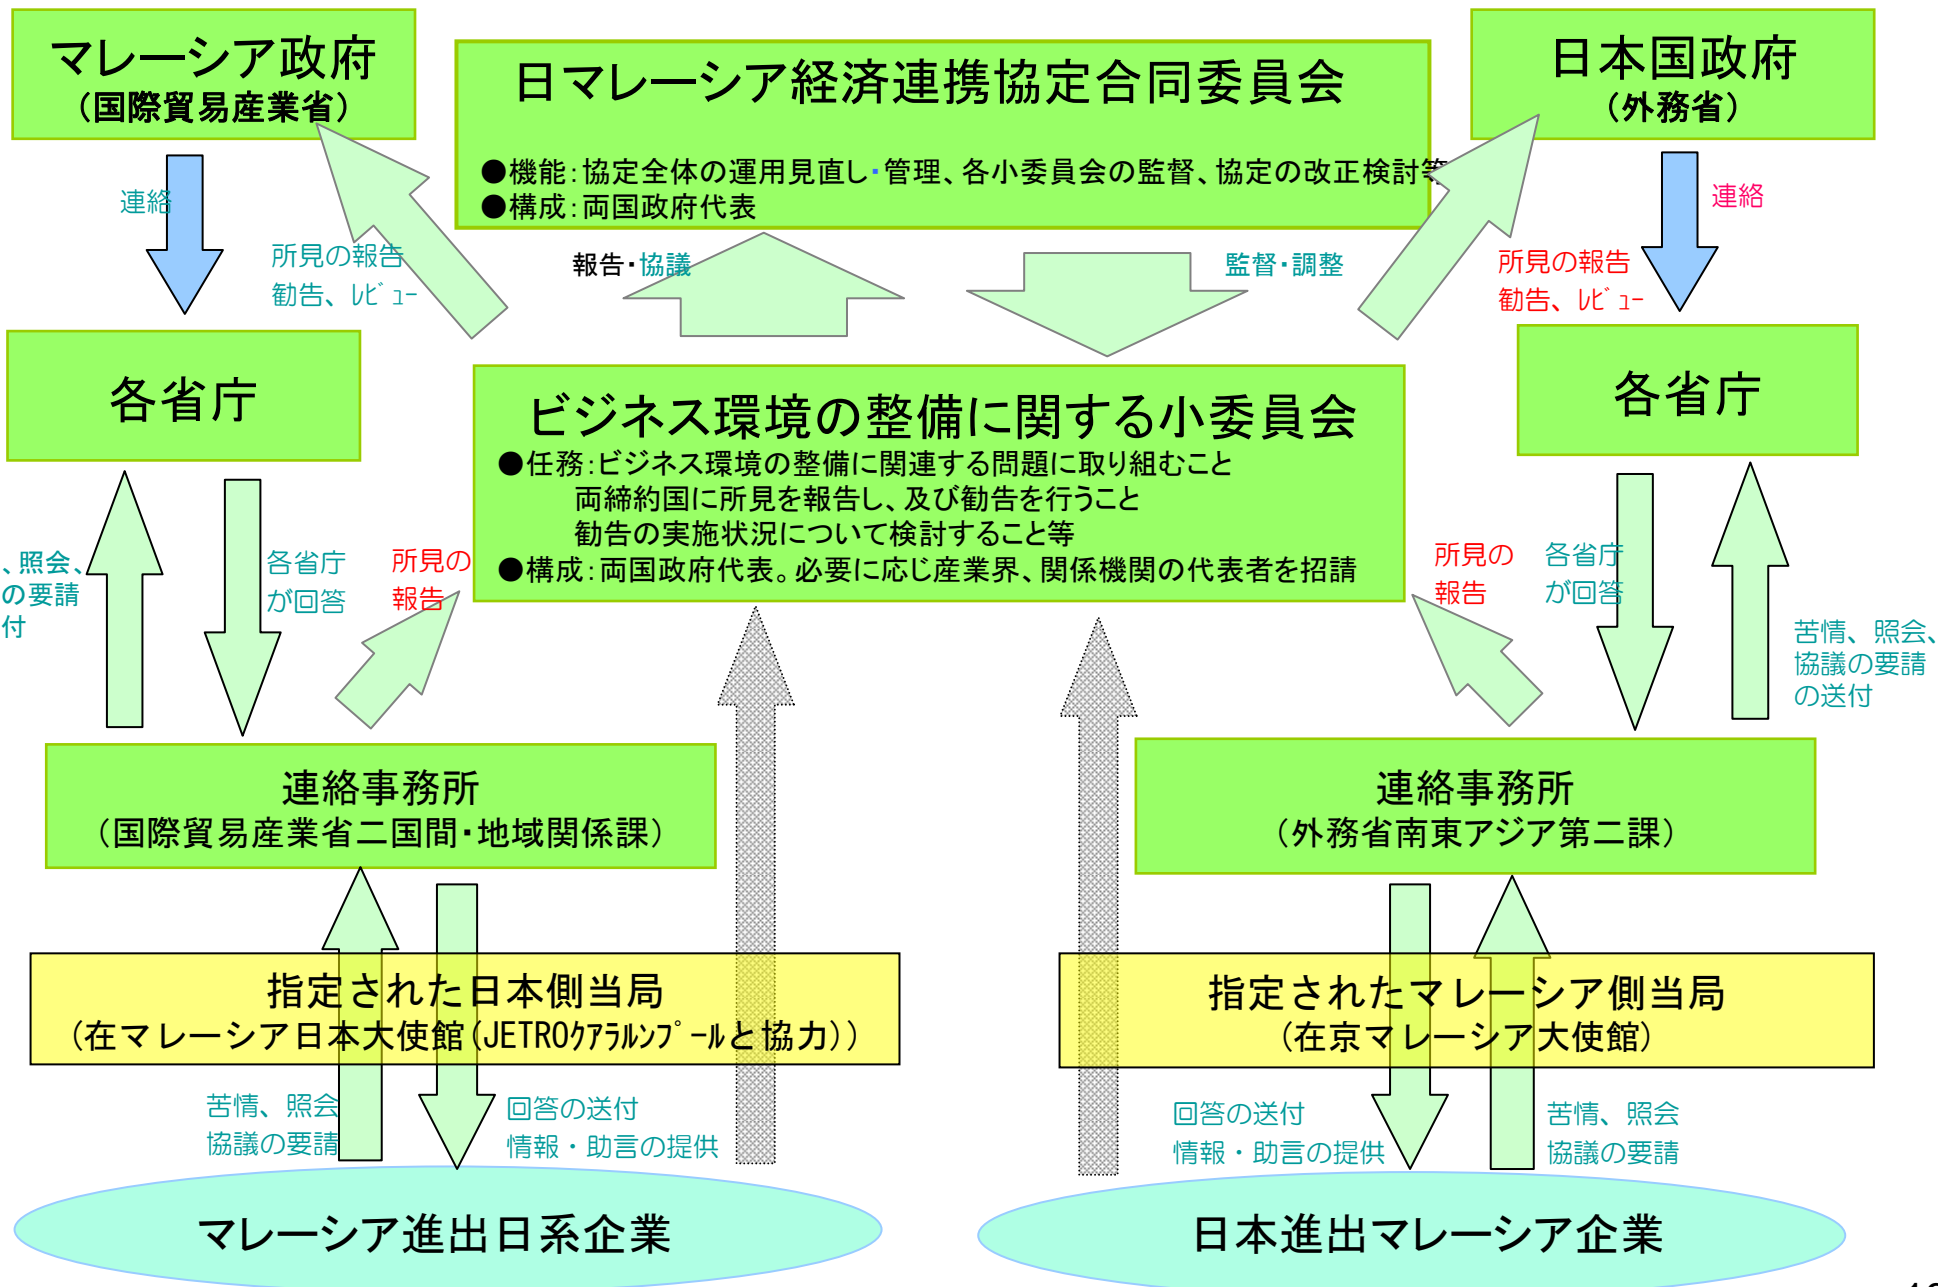 マレーシア政府
（国際貿易産業省）
日マレーシア経済連携協定合同委員会
●機能：協定全体の運用見直し・管理、各小委員会の監督、協定の改正検討等
●構成：両国政府代表
日本国政府
（外務省）
連絡
所見の報告
勧告、ﾚﾋﾞｭｰ
報告・協議
監督・調整
連絡
所見の報告
勧告、ﾚﾋﾞｭｰ
各省庁
ビジネス環境の整備に関する小委員会
●任務：ビジネス環境の整備に関連する問題に取り組むこと
両締約国に所見を報告し、及び勧告を行うこと
勧告の実施状況について検討すること等
●構成：両国政府代表。必要に応じ産業界、関係機関の代表者を招請
各省庁
、照会、
の要請
付
各省庁
が回答
所見の
報告
所見の
報告
各省庁
が回答
苦情、照会、
協議の要請
の送付
連絡事務所
（国際貿易産業省二国間・地域関係課）
連絡事務所
（外務省南東アジア第二課）
指定された日本側当局
（在マレーシア日本大使館（JETROｸｱﾗﾙﾝﾌﾟｰﾙと協力））
指定されたマレーシア側当局
（在京マレーシア大使館）
苦情、照会
協議の要請
回答の送付
情報・助言の提供
回答の送付
情報・助言の提供
苦情、照会
協議の要請
マレーシア進出日系企業
日本進出マレーシア企業